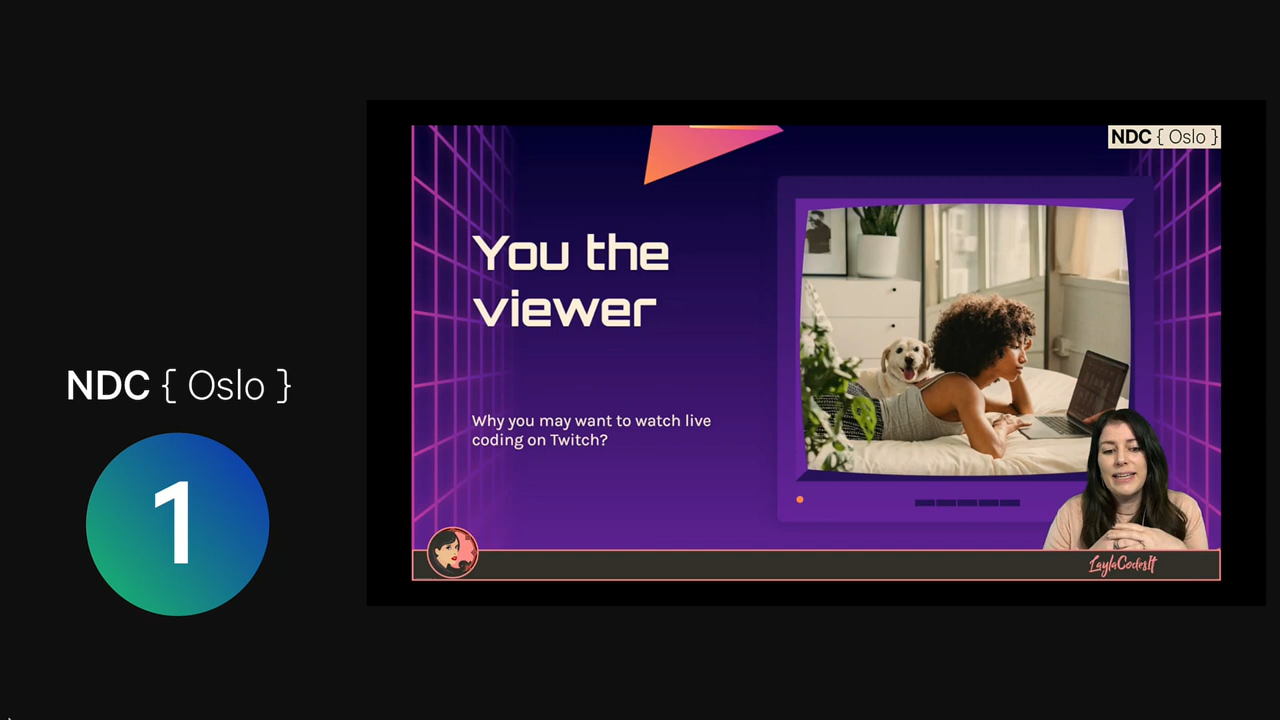 NDC { Oslo }
1
NDC { Oslo }
You the
viewer
Why you may want to watch live
coding on Twitch?
LaylaCodesIt